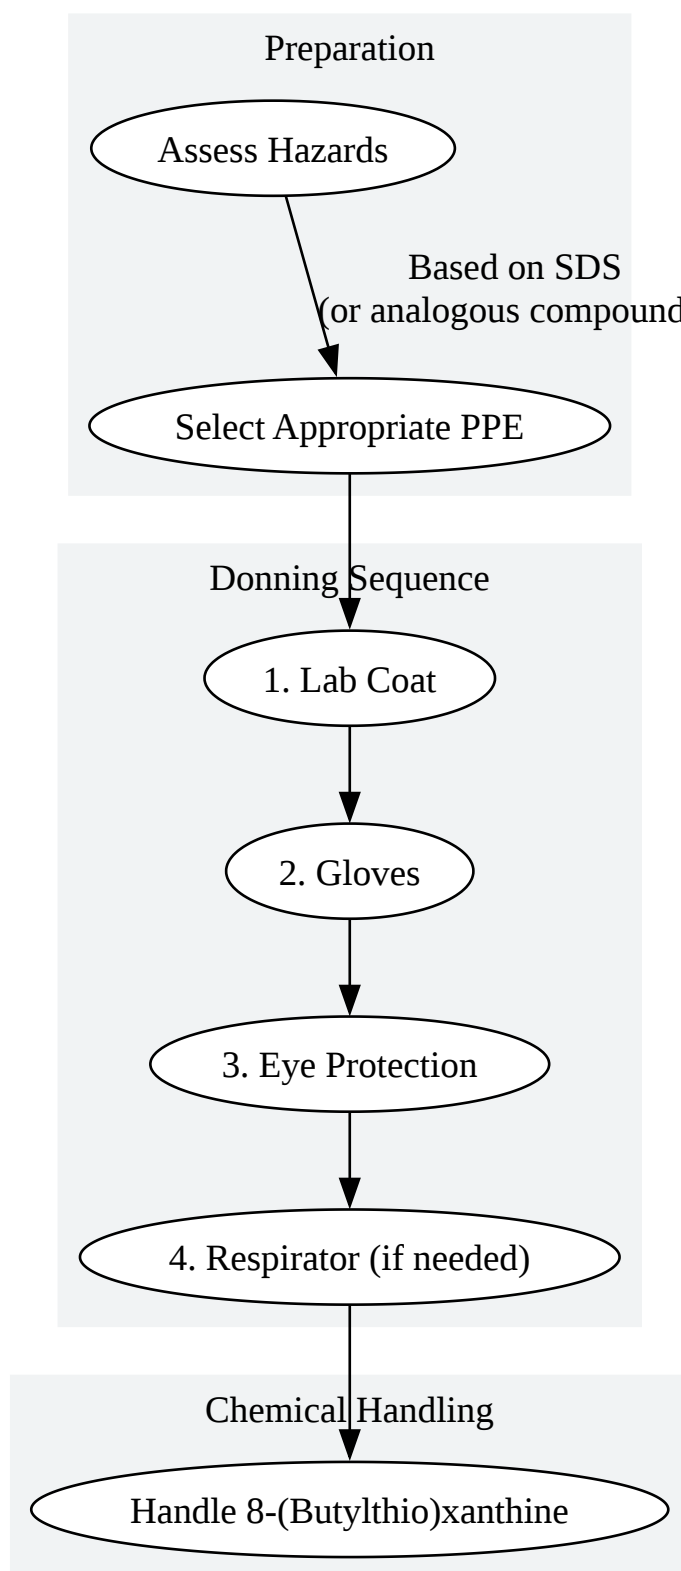 Preparation
Assess Hazards
Based on SDS
(or analogous compound
Select Appropriate PPE
Donning Sequence
1. Lab Coat
2. Gloves
3. Eye Protection
4. Respirator (if needed)
Chemical Handling
Handle 8-(Butylthio)xanthine